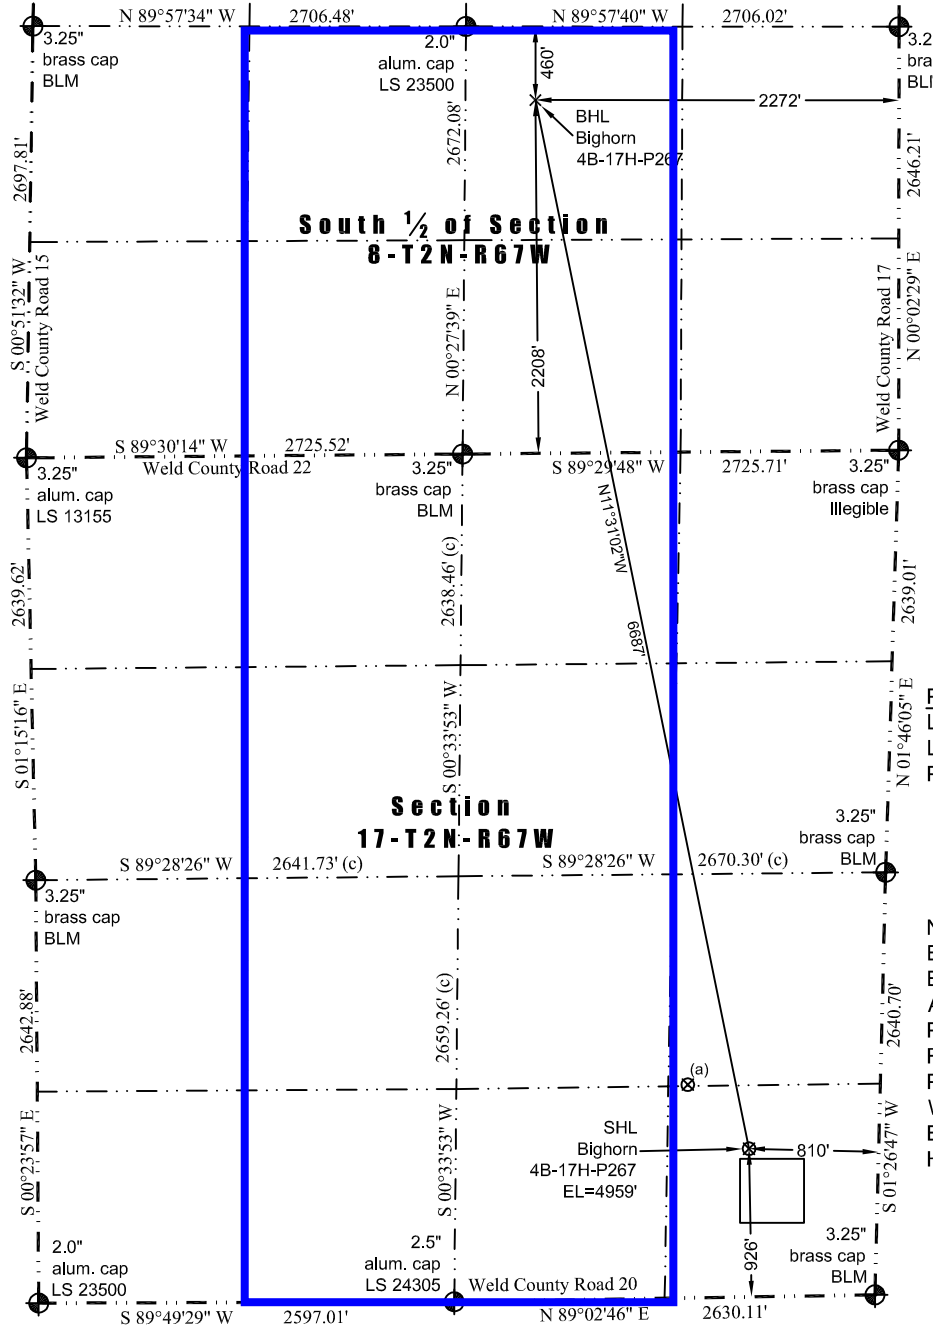 N 89°57'34" W
2706.48'
N 89°57'40" W
2706.02'
3.25"
brass cap
BLM
2.0"
alum. cap
LS 23500
460'
2272'
3.2
bra
BLM
BHL
Bighorn
4B-17H-P267
2697.81'
2672.08'
2646.21'
South ½ of Section
8-T2N-R67W
S 00°51'32" W
Weld County Road 15
N 00°27'39" E
2208'
Weld County Road 17
N 00°02'29" E
S 89°30'14" W
2725.52'
Weld County Road 22
S 89°29'48" W
2725.71'
3.25"
alum. cap
LS 13155
3.25"
brass cap
BLM
3.25"
brass cap
Illegible
N11°31'02"W
6687'
2639.62'
2638.46' (c)
2639.01'
S 01°15'16" E
S 00°33'53" W
N 01°46'05" E
Section
17-T2N-R67W
3.25"
brass cap
BLM
S 89°28'26" W
2641.73' (c)
S 89°28'26" W
2670.30' (c)
3.25"
brass cap
BLM
2642.88'
2659.26' (c)
2640.70'
(a)
SHL
Bighorn
4B-17H-P267
EL=4959'
810'
926'
S 00°23'57" E
S 00°33'53" W
S 01°26'47" W
2.0"
alum. cap
LS 23500
2.5"
alum. cap
LS 24305
Weld County Road 20
3.25"
brass cap
BLM
S 89°49'29" W
2597.01'
N 89°02'46" E
2630.11'